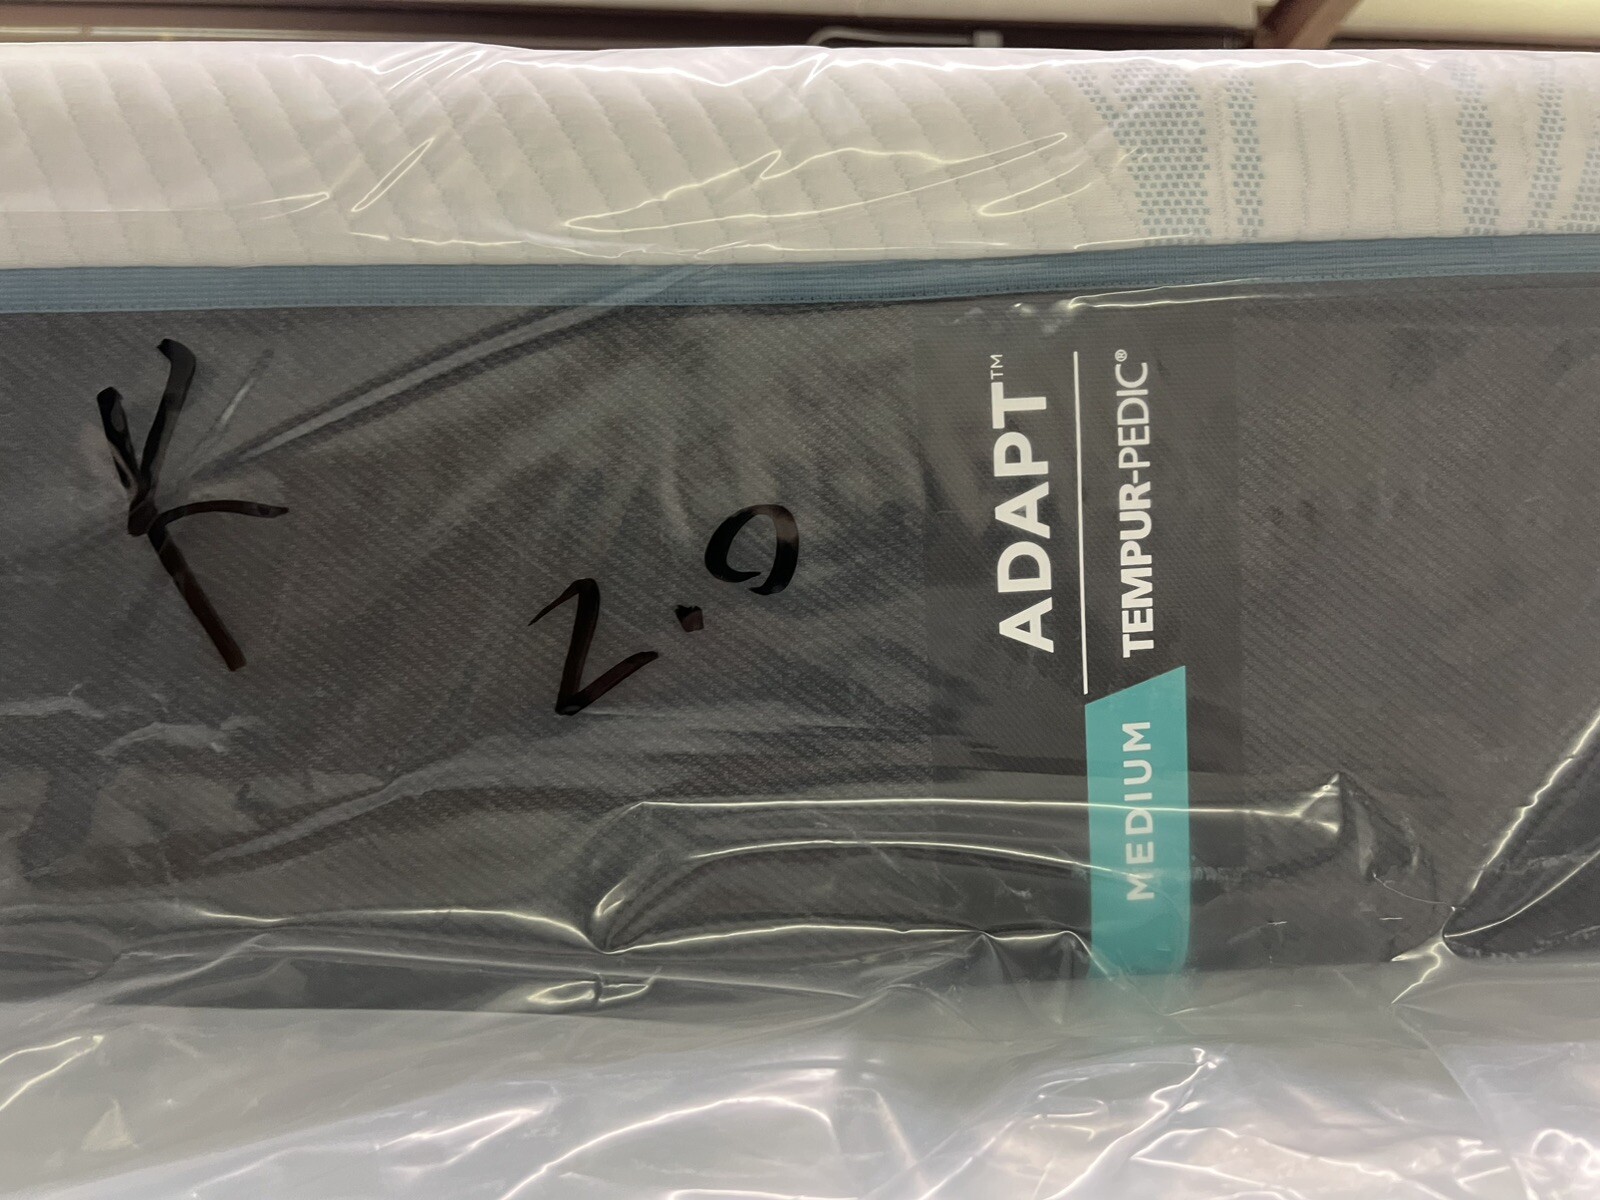 K
2.0
ADAPT™
TEMPUR-PEDIC®
MEDIUM